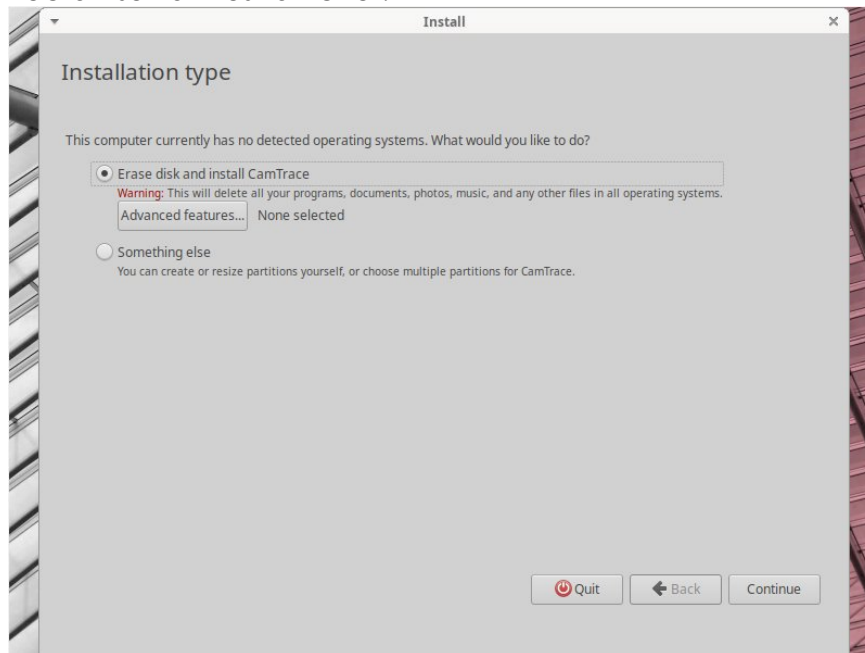 Install
Installation type
This computer currently has no detected operating systems. What would you like to do?
Erase disk and install CamTrace
Warning: This will delete all your programs, documents, photos, music, and any other files in all operating systems.
Advanced features... None selected
Something else
You can create or resize partitions yourself, or choose multiple partitions for CamTrace.
Quit Back Continue